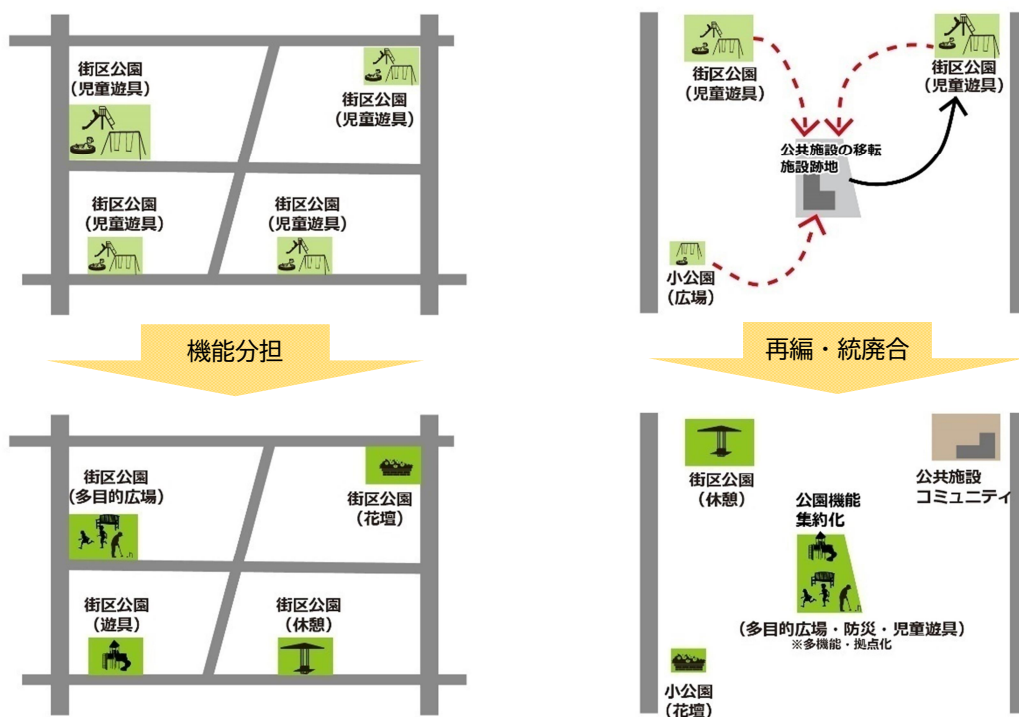 街区公園
(児童遊具)
街区公園
(児童遊具)
街区公園
(児童遊具)
街区公園
(児童遊具)
機能分担
街区公園
(多目的広場)
街区公園
(花壇)
街区公園
(遊具)
街区公園
(休憩)
街区公園
(児童遊具)
街区公園
(児童遊具)
公共施設の移転
施設跡地
小公園
(広場)
再編・統廃合
街区公園
(休憩)
公共施設
コミュニティ
公園機能
集約化
(多目的広場・防災・児童遊具)
※多機能・拠点化
小公園
(花壇)